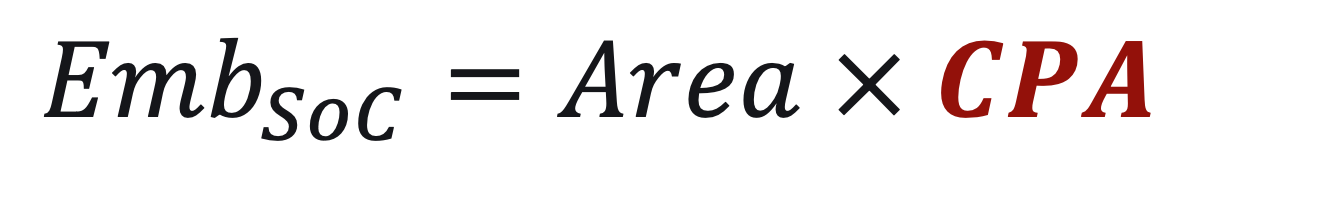 Emb_SoC = Area × CPA